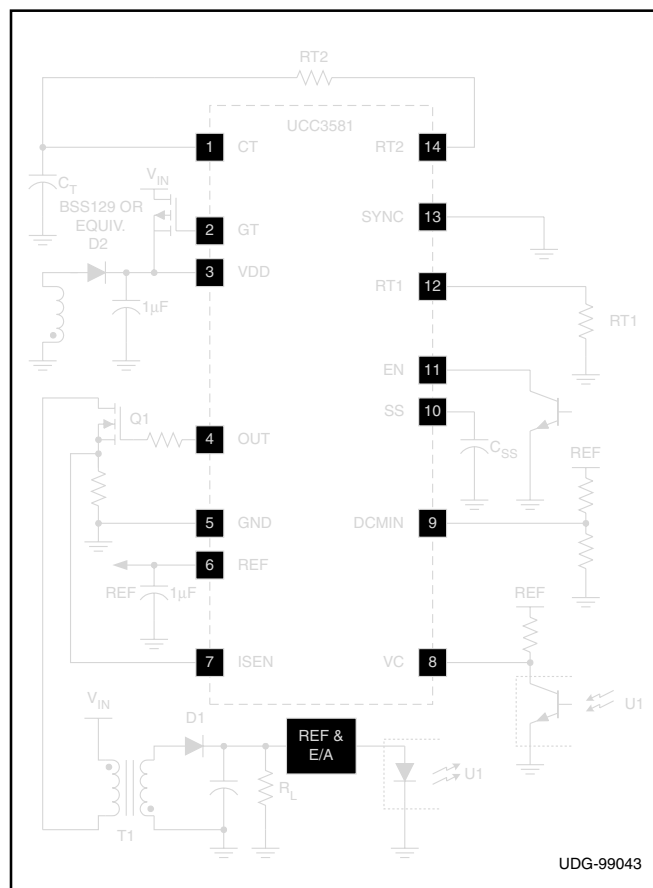 RT2
UCC3581
1 CT
RT2 14
C_T
V_IN
BSS129 OR
EQUIV.
D2
2 GT
SYNC 13
3 VDD
1µF
RT1 12
RT1
EN 11
SS 10
C_SS
Q1
4 OUT
REF
5 GND
DCMIN 9
6 REF
REF
1µF
REF
7 ISEN
VC 8
U1
V_IN
D1
REF &
E/A
R_L
U1
T1
UDG-99043